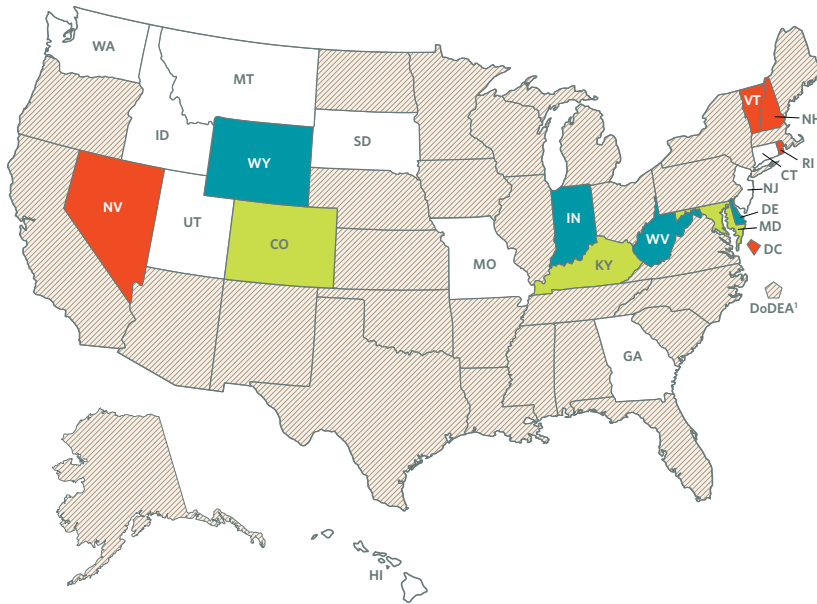 WA
MT
VT
NH
ID
SD
WY
RI
CT
NJ
NV
UT
CO
IN
DE
MD
WV
DC
MO
KY
DoDEA¹
GA
HI